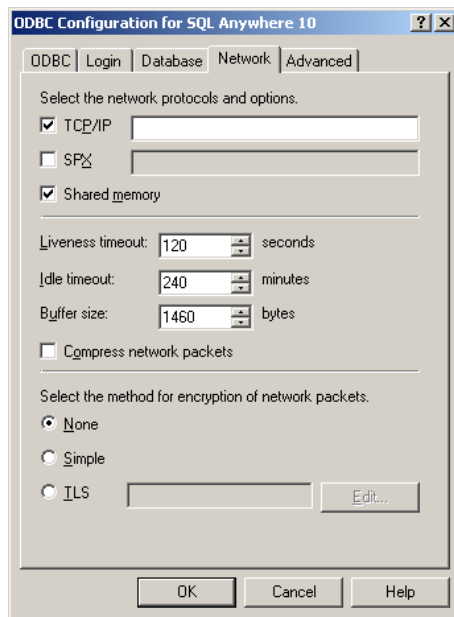 ODBC Configuration for SQL Anywhere 10
ODBC Login Database Network Advanced
Select the network protocols and options.
TCP/IP
SPX
Shared memory
Liveness timeout: 120 seconds
Idle timeout: 240 minutes
Buffer size: 1460 bytes
Compress network packets
Select the method for encryption of network packets.
None
Simple
TLS Edit...
OK Cancel Help